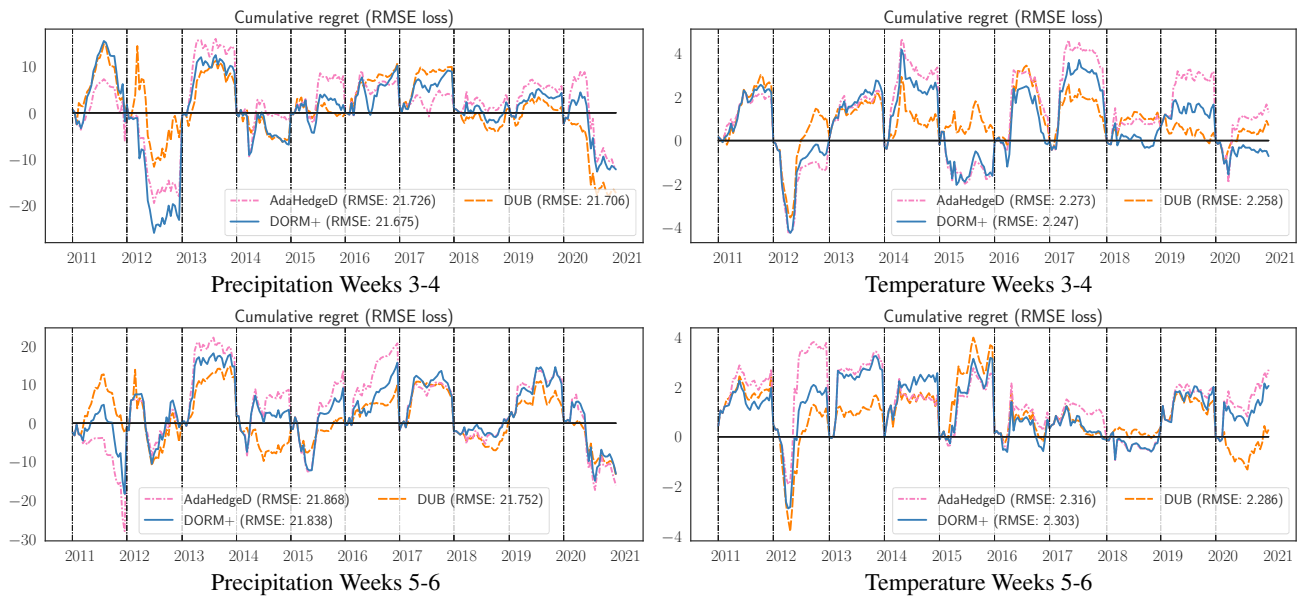 Cumulative regret (RMSE loss)
10
0
−10
−20
AdaHedgeD (RMSE: 21.726)
DUB (RMSE: 21.706)
DORM+ (RMSE: 21.675)
2011 2012 2013 2014 2015 2016 2017 2018 2019 2020 2021
Precipitation Weeks 3-4
Cumulative regret (RMSE loss)
4
2
0
−2
−4
AdaHedgeD (RMSE: 2.273)
DUB (RMSE: 2.258)
DORM+ (RMSE: 2.247)
2011 2012 2013 2014 2015 2016 2017 2018 2019 2020 2021
Temperature Weeks 3-4
Cumulative regret (RMSE loss)
20
10
0
−10
−20
−30
AdaHedgeD (RMSE: 21.868)
DUB (RMSE: 21.752)
DORM+ (RMSE: 21.838)
2011 2012 2013 2014 2015 2016 2017 2018 2019 2020 2021
Precipitation Weeks 5-6
Cumulative regret (RMSE loss)
4
2
0
−2
−4
AdaHedgeD (RMSE: 2.316)
DUB (RMSE: 2.286)
DORM+ (RMSE: 2.303)
2011 2012 2013 2014 2015 2016 2017 2018 2019 2020 2021
Temperature Weeks 5-6